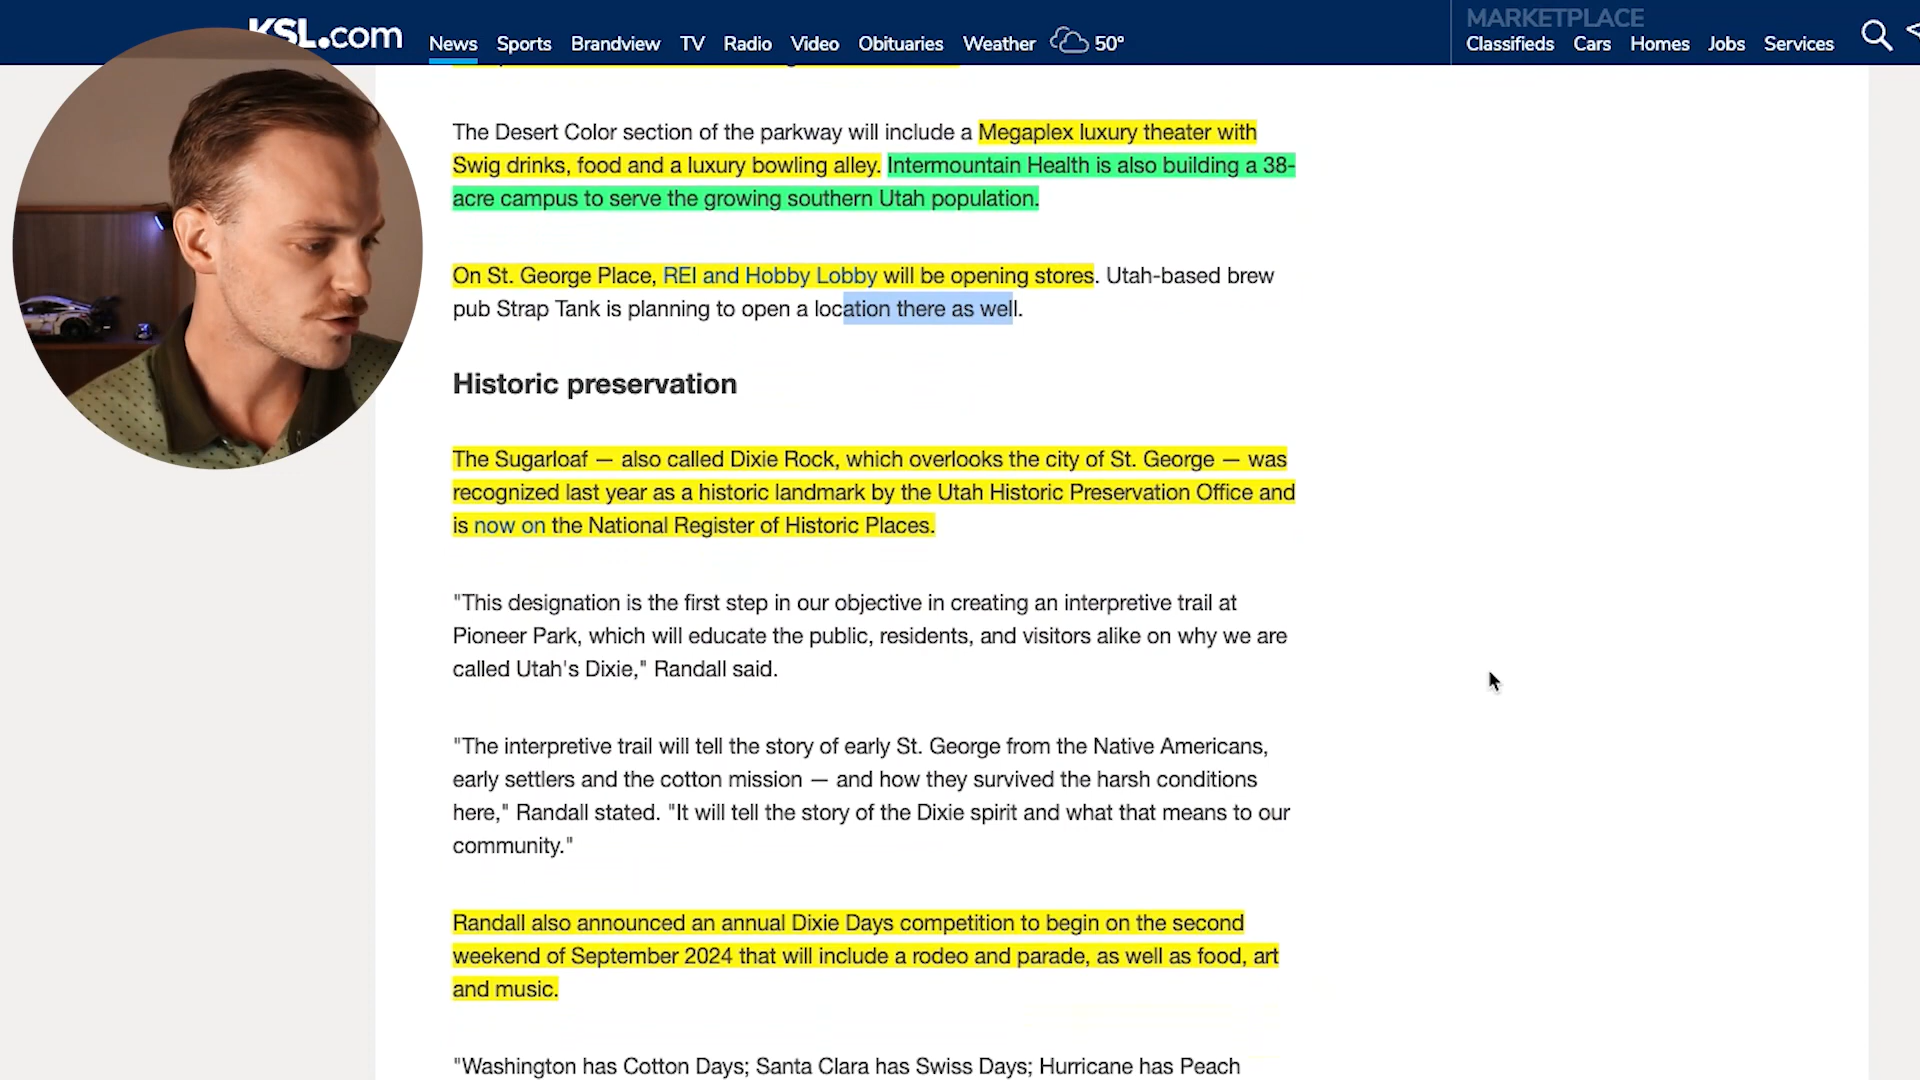 KSL.com
News Sports Brandview TV Radio Video Obituaries Weather 50°
MARKETPLACE
Classifieds Cars Homes Jobs Services
The Desert Color section of the parkway will include a Megaplex luxury theater with
Swig drinks, food and a luxury bowling alley. Intermountain Health is also building a 38-
acre campus to serve the growing southern Utah population.
On St. George Place, REI and Hobby Lobby will be opening stores. Utah-based brew
pub Strap Tank is planning to open a location there as well.
Historic preservation
The Sugarloaf — also called Dixie Rock, which overlooks the city of St. George — was
recognized last year as a historic landmark by the Utah Historic Preservation Office and
is now on the National Register of Historic Places.
"This designation is the first step in our objective in creating an interpretive trail at
Pioneer Park, which will educate the public, residents, and visitors alike on why we are
called Utah's Dixie," Randall said.
"The interpretive trail will tell the story of early St. George from the Native Americans,
early settlers and the cotton mission — and how they survived the harsh conditions
here," Randall stated. "It will tell the story of the Dixie spirit and what that means to our
community."
Randall also announced an annual Dixie Days competition to begin on the second
weekend of September 2024 that will include a rodeo and parade, as well as food, art
and music.
"Washington has Cotton Days; Santa Clara has Swiss Days; Hurricane has Peach